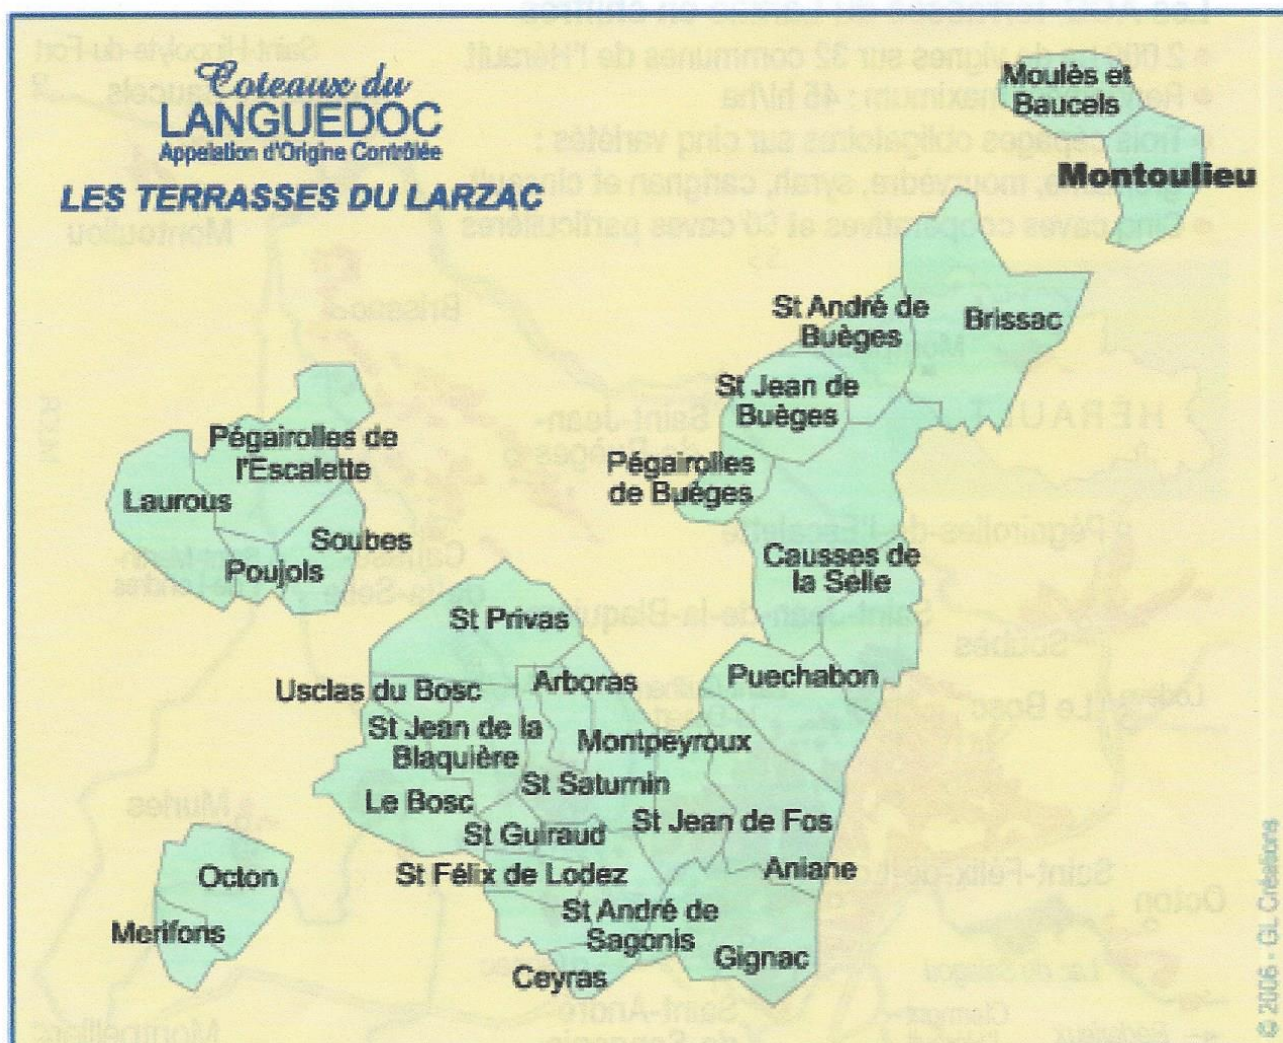 Coteaux du
LANGUEDOC
Appelation d'Origine Contrôlée
LES TERRASSES DU LARZAC
Moulès et
Baucels
Montoulieu
St André de
Buèges
Brissac
St Jean de
Buèges
Pégairolles
de Buèges
Pégairolles de
l'Escalette
Laurous
Soubes
Poujols
Causses de
la Selle
St Privas
Puechabon
Arboras
Usclas du Bosc
St Jean de la
Blaquière
Montpeyroux
St Saturnin
Le Bosc
St Guiraud
St Jean de Fos
Aniane
St Félix de Lodez
Octon
St André de
Sagonis
Merifons
Gignac
Ceyras
© 2006 - GL Créations